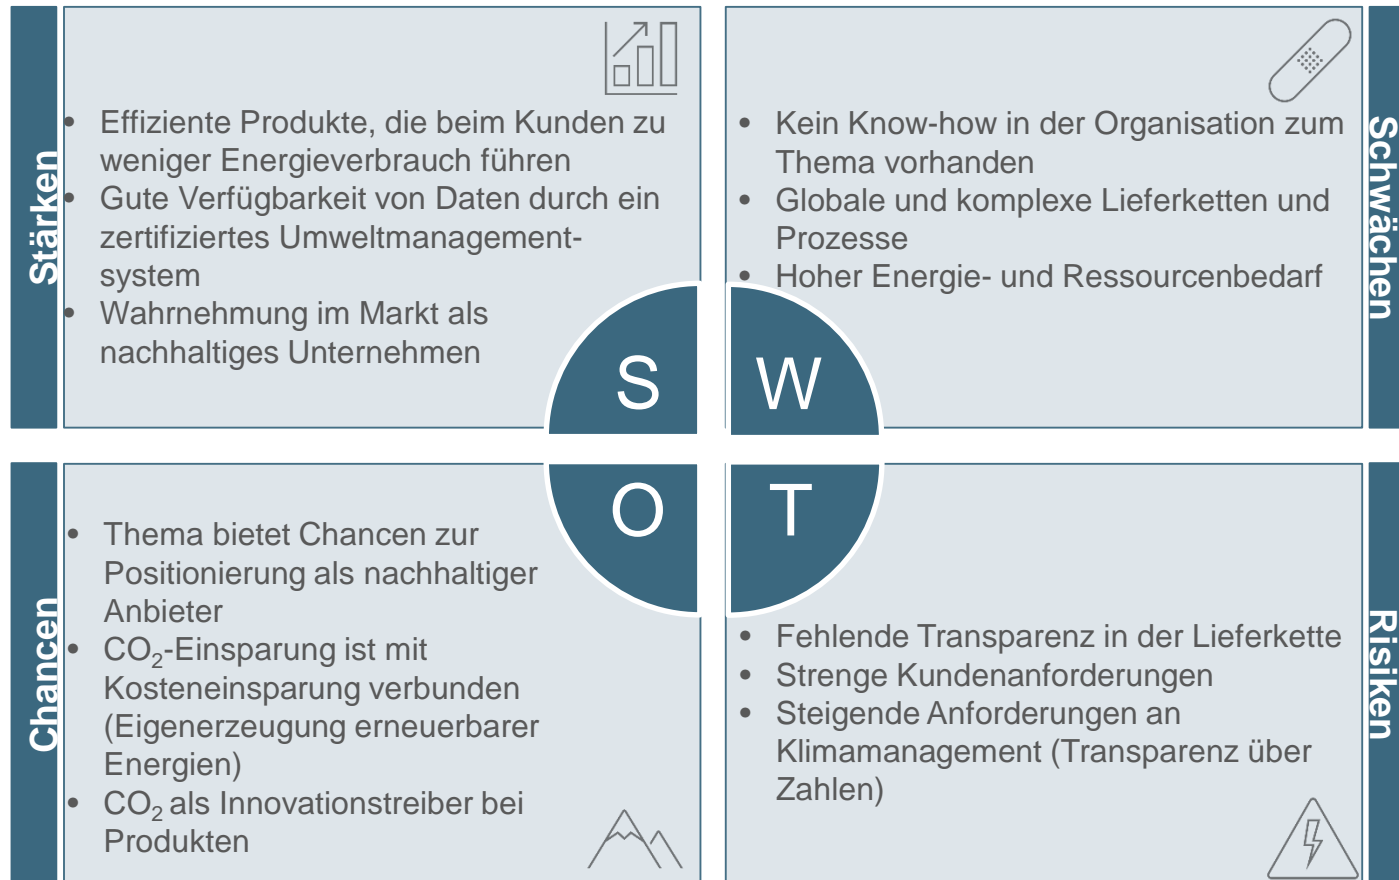 Stärken
• Effiziente Produkte, die beim Kunden zu
weniger Energieverbrauch führen
• Gute Verfügbarkeit von Daten durch ein
zertifiziertes Umweltmanagement-
system
• Wahrnehmung im Markt als
nachhaltiges Unternehmen
S
Schwächen
• Kein Know-how in der Organisation zum
Thema vorhanden
• Globale und komplexe Lieferketten und
Prozesse
• Hoher Energie- und Ressourcenbedarf
W
Chancen
O
• Thema bietet Chancen zur
Positionierung als nachhaltiger
Anbieter
• CO₂-Einsparung ist mit
Kosteneinsparung verbunden
(Eigenerzeugung erneuerbarer
Energien)
• CO₂ als Innovationstreiber bei
Produkten
Risiken
T
• Fehlende Transparenz in der Lieferkette
• Strenge Kundenanforderungen
• Steigende Anforderungen an
Klimamanagement (Transparenz über
Zahlen)